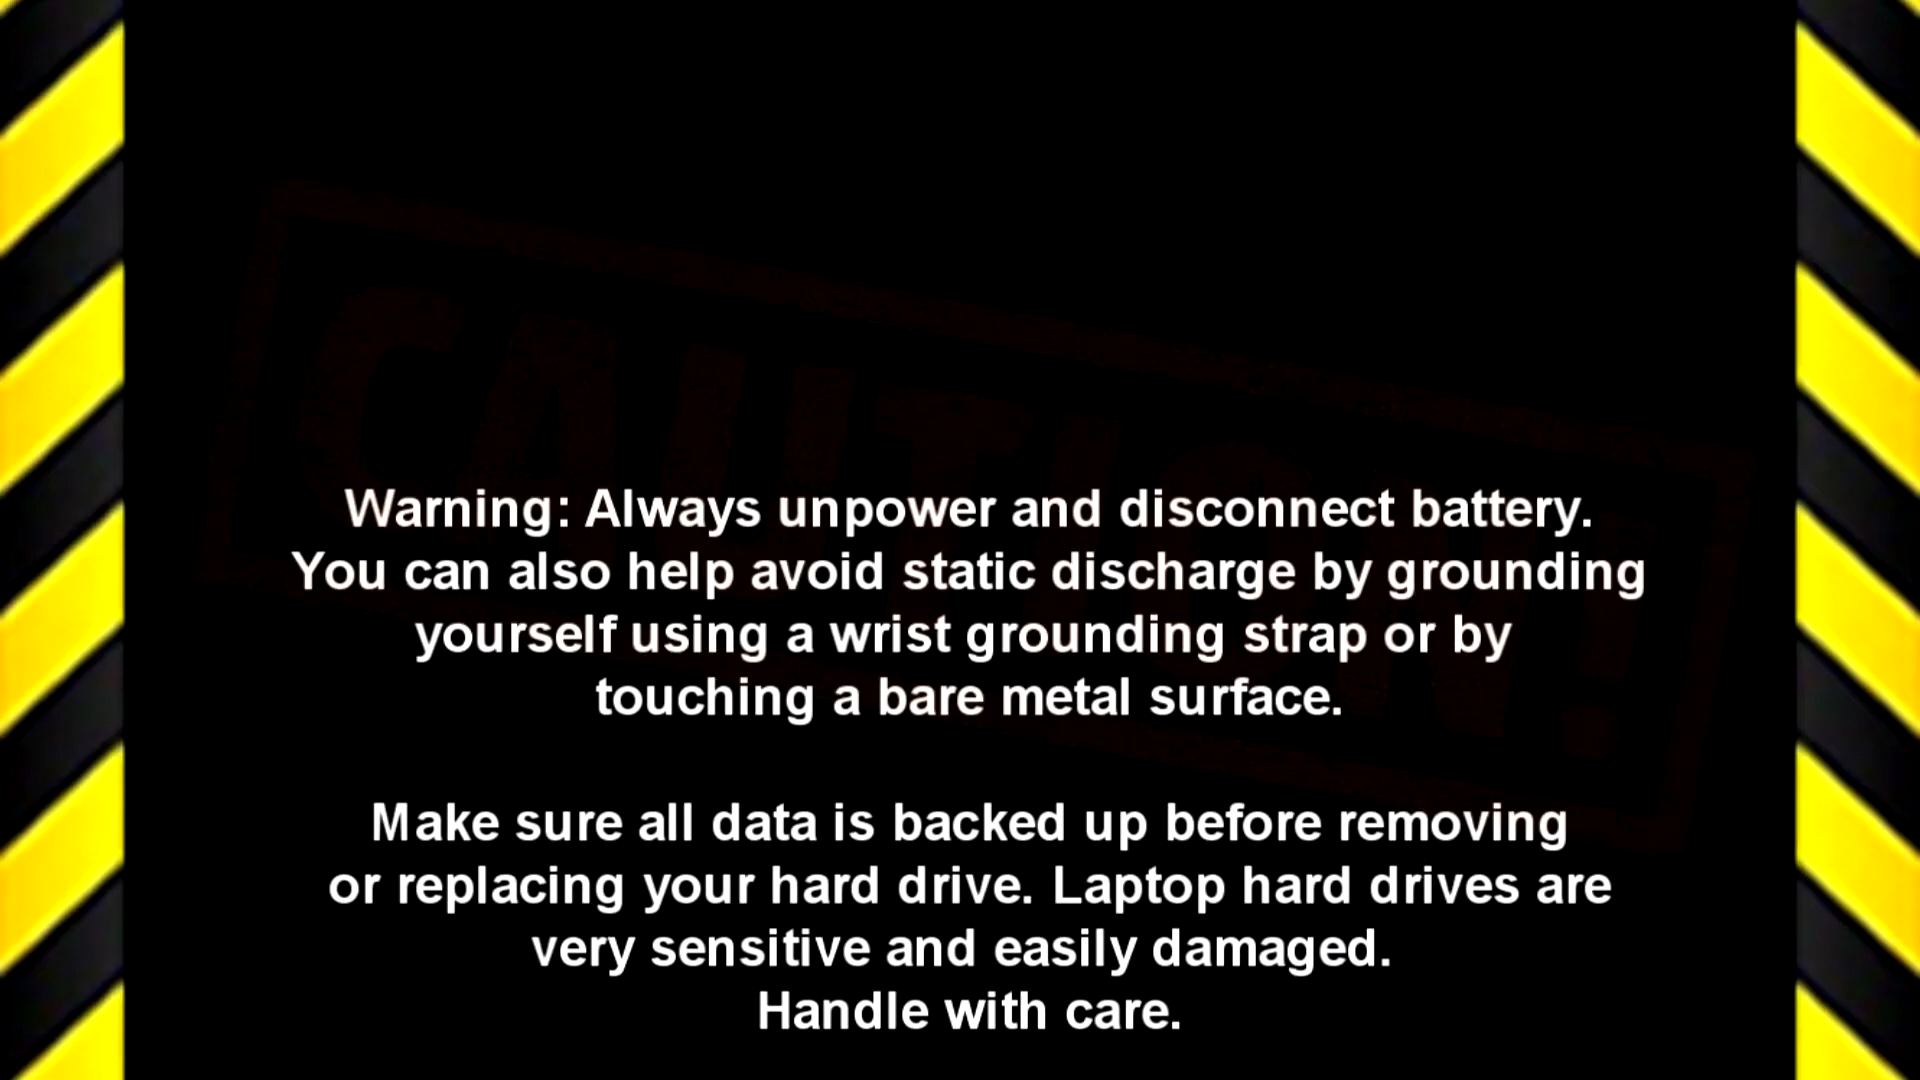 CAUTION!
Warning: Always unpower and disconnect battery.
You can also help avoid static discharge by grounding
yourself using a wrist grounding strap or by
touching a bare metal surface.
Make sure all data is backed up before removing
or replacing your hard drive. Laptop hard drives are
very sensitive and easily damaged.
Handle with care.